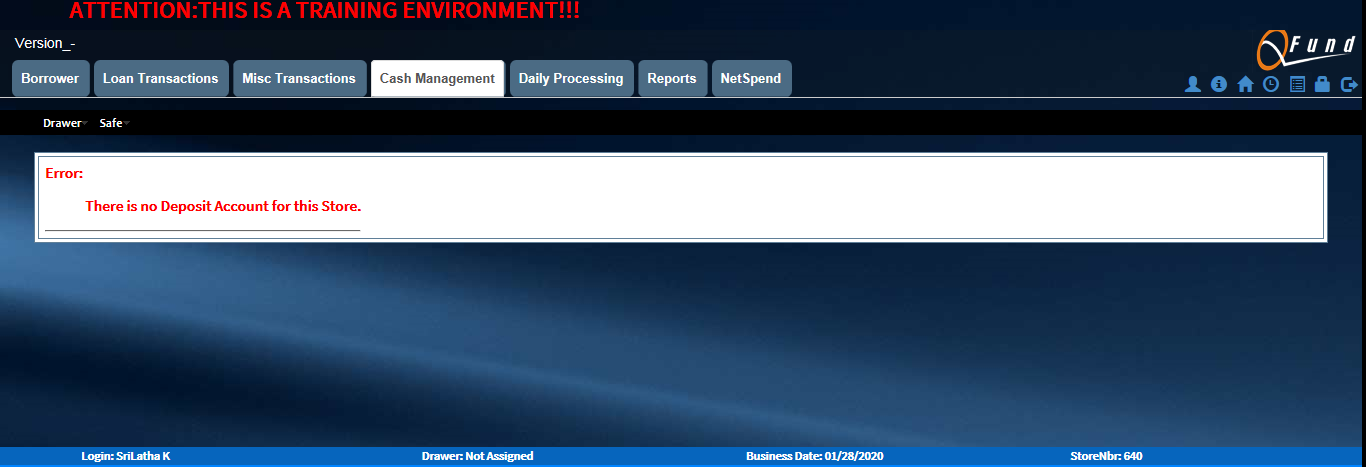 ATTENTION:THIS IS A TRAINING ENVIRONMENT!!!
Version_-
QFund
Borrower Loan Transactions Misc Transactions Cash Management Daily Processing Reports NetSpend
Drawer Safe
Error:
There is no Deposit Account for this Store.
Login: SriLatha K Drawer: Not Assigned Business Date: 01/28/2020 StoreNbr: 640